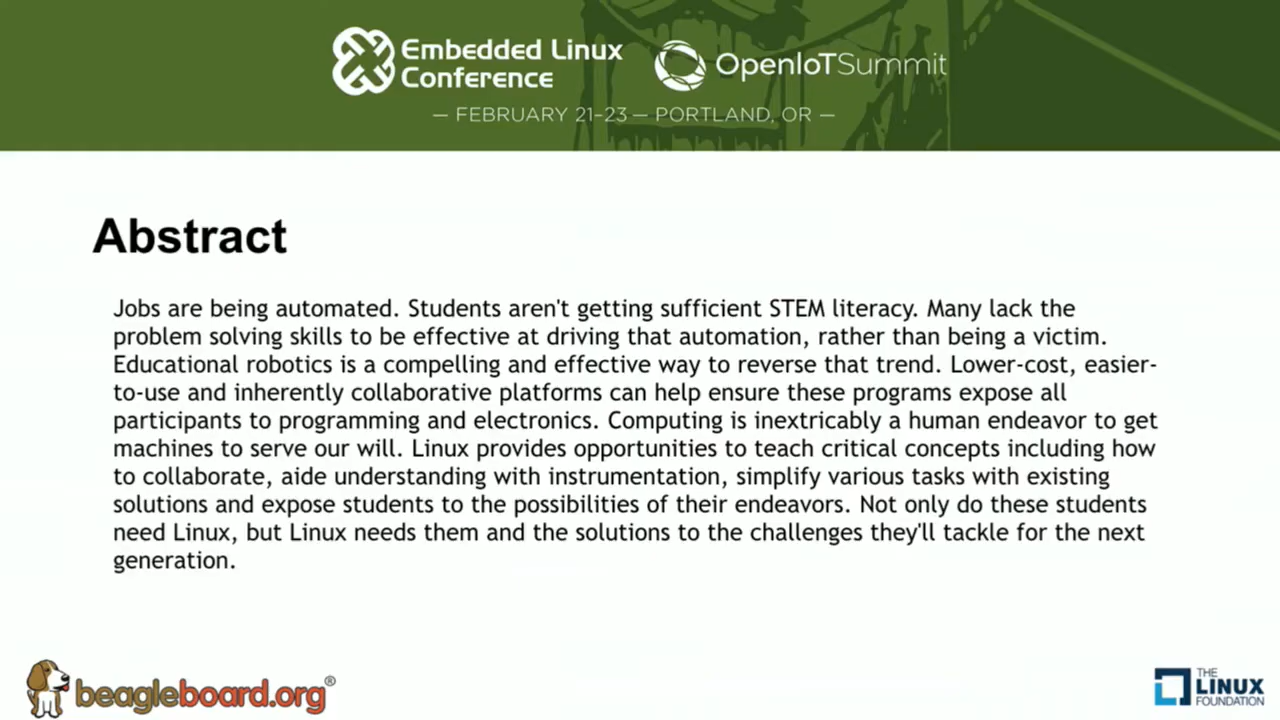 Embedded Linux
Conference
OpenIoTSummit
— FEBRUARY 21-23 — PORTLAND, OR —
Abstract
Jobs are being automated. Students aren't getting sufficient STEM literacy. Many lack the
problem solving skills to be effective at driving that automation, rather than being a victim.
Educational robotics is a compelling and effective way to reverse that trend. Lower-cost, easier-
to-use and inherently collaborative platforms can help ensure these programs expose all
participants to programming and electronics. Computing is inextricably a human endeavor to get
machines to serve our will. Linux provides opportunities to teach critical concepts including how
to collaborate, aide understanding with instrumentation, simplify various tasks with existing
solutions and expose students to the possibilities of their endeavors. Not only do these students
need Linux, but Linux needs them and the solutions to the challenges they'll tackle for the next
generation.
beagleboard.org®
THE
LINUX
FOUNDATION